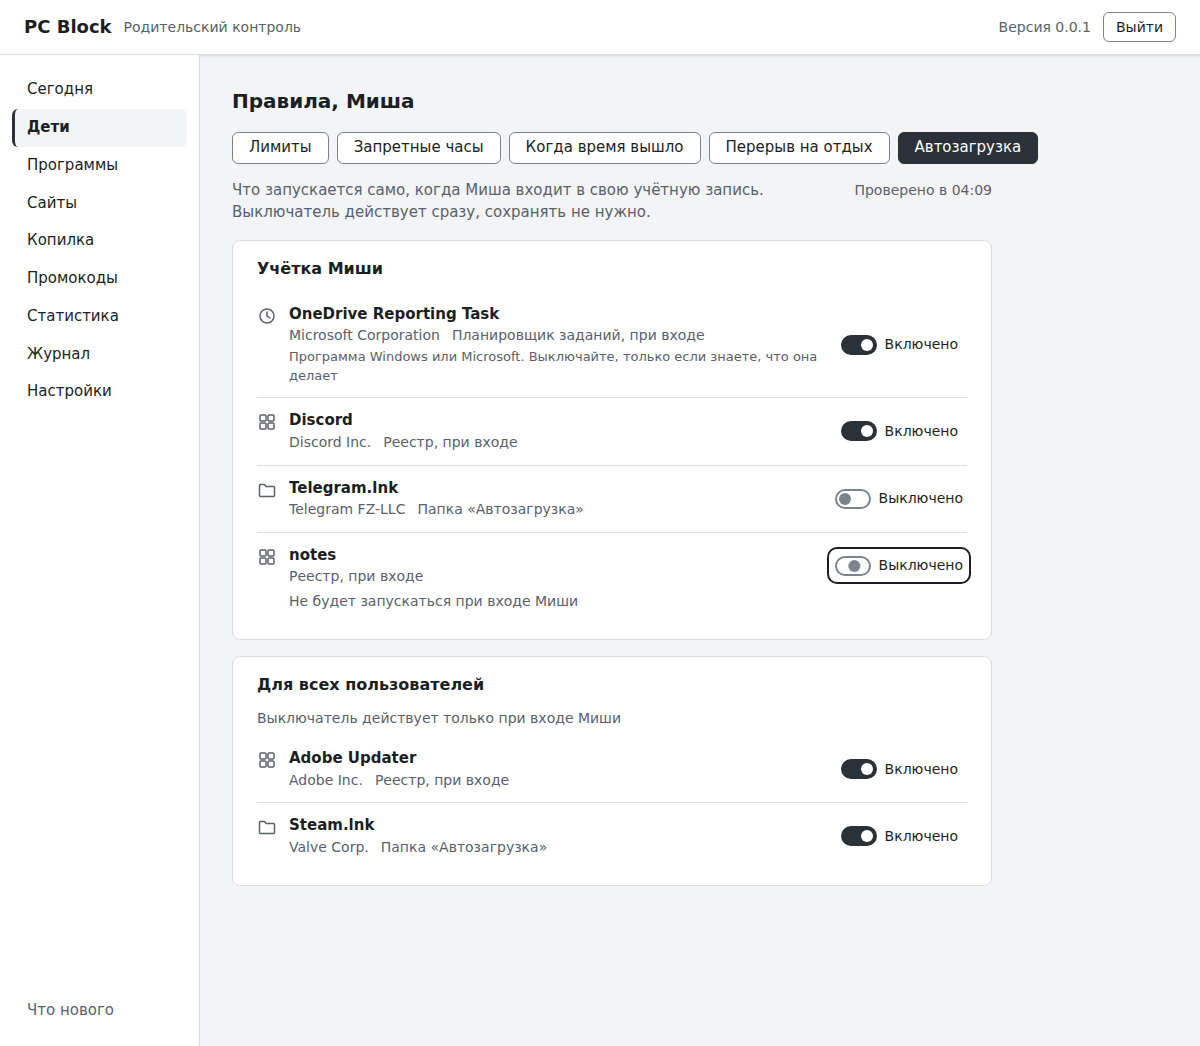 PC Block Родительский контроль Версия 0.0.1 Выйти
Сегодня
Дети
Программы
Сайты
Копилка
Промокоды
Статистика
Журнал
Настройки
Что нового
Правила, Миша
Лимиты Запретные часы Когда время вышло Перерыв на отдых Автозагрузка
Что запускается само, когда Миша входит в свою учётную запись. Проверено в 04:09
Выключатель действует сразу, сохранять не нужно.
Учётка Миши
OneDrive Reporting Task
Microsoft Corporation Планировщик заданий, при входе
Программа Windows или Microsoft. Выключайте, только если знаете, что она
делает
Включено
Discord
Discord Inc. Реестр, при входе
Включено
Telegram.lnk
Telegram FZ-LLC Папка «Автозагрузка»
Выключено
notes
Реестр, при входе
Выключено
Не будет запускаться при входе Миши
Для всех пользователей
Выключатель действует только при входе Миши
Adobe Updater
Adobe Inc. Реестр, при входе
Включено
Steam.lnk
Valve Corp. Папка «Автозагрузка»
Включено